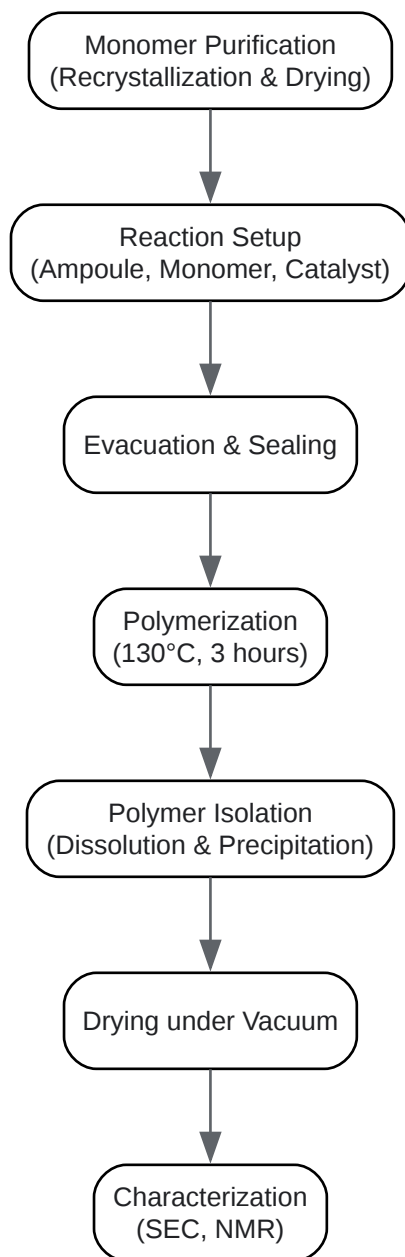 Monomer Purification
(Recrystallization & Drying)
Reaction Setup
(Ampoule, Monomer, Catalyst)
Evacuation & Sealing
Polymerization
(130°C, 3 hours)
Polymer Isolation
(Dissolution & Precipitation)
Drying under Vacuum
Characterization
(SEC, NMR)